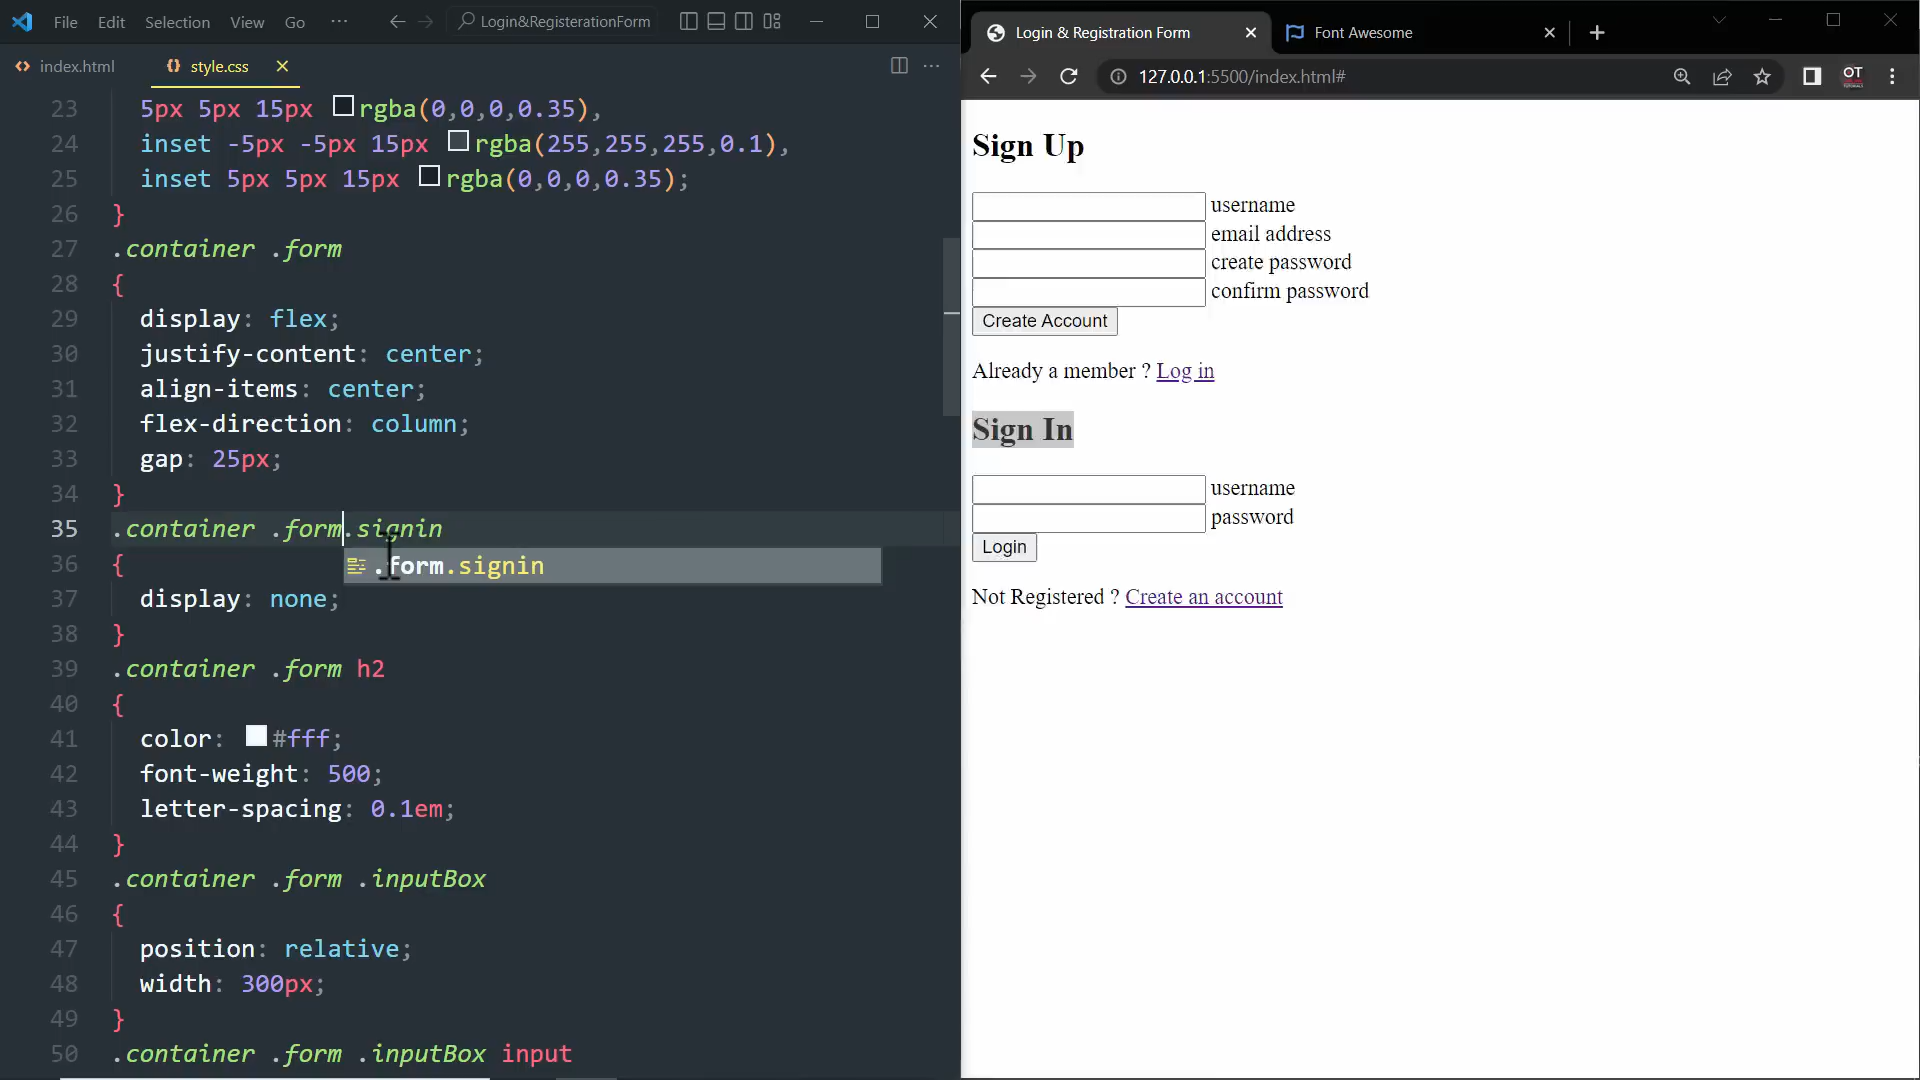 File Edit Selection View Go ··· Login&RegisterationForm
index.html style.css
23 5px 5px 15px rgba(0,0,0,0.35),
24 inset -5px -5px 15px rgba(255,255,255,0.1),
25 inset 5px 5px 15px rgba(0,0,0,0.35);
26 }
27 .container .form
28 {
29 display: flex;
30 justify-content: center;
31 align-items: center;
32 flex-direction: column;
33 gap: 25px;
34 }
35 .container .form.signin
36 {
.form.signin
37 display: none;
38 }
39 .container .form h2
40 {
41 color: #fff;
42 font-weight: 500;
43 letter-spacing: 0.1em;
44 }
45 .container .form .inputBox
46 {
47 position: relative;
48 width: 300px;
49 }
50 .container .form .inputBox input
Login & Registration Form Font Awesome
127.0.0.1:5500/index.html#
OT
Sign Up
username
email address
create password
confirm password
Create Account
Already a member ? Log in
Sign In
username
password
Login
Not Registered ? Create an account